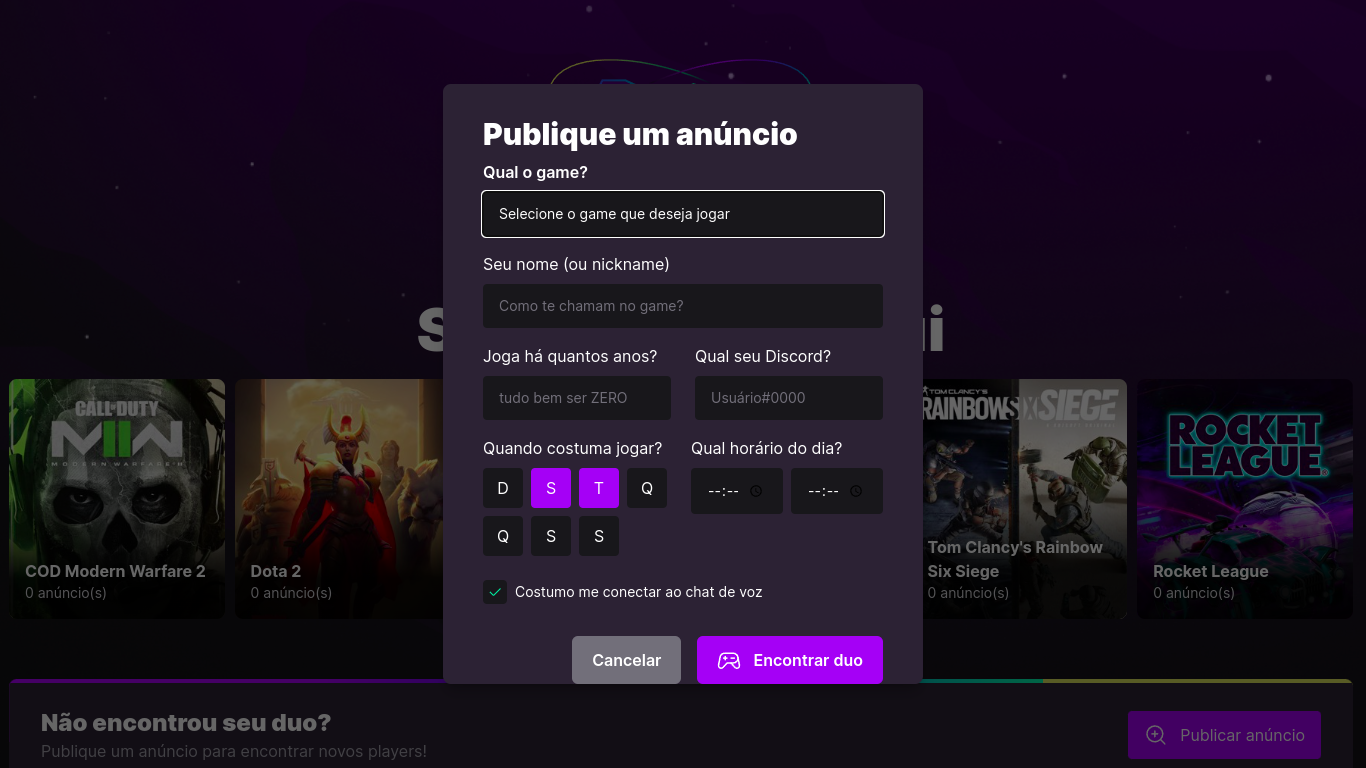 Publique um anúncio
Qual o game?
Selecione o game que deseja jogar
Seu nome (ou nickname)
Como te chamam no game?
Joga há quantos anos? Qual seu Discord?
tudo bem ser ZERO Usuário#0000
Quando costuma jogar? Qual horário do dia?
D S T Q --:-- --:--
Q S S
Costumo me conectar ao chat de voz
Cancelar Encontrar duo
S
CALL OF DUTY
MWII
MODERN WARFARE II
COD Modern Warfare 2
0 anúncio(s)
Dota 2
0 anúncio(s)
TOM CLANCY'S
RAINBOW SIX SIEGE
Tom Clancy's Rainbow
Six Siege
0 anúncio(s)
ROCKET
LEAGUE
Rocket League
0 anúncio(s)
Não encontrou seu duo?
Publique um anúncio para encontrar novos players!
Publicar anúncio